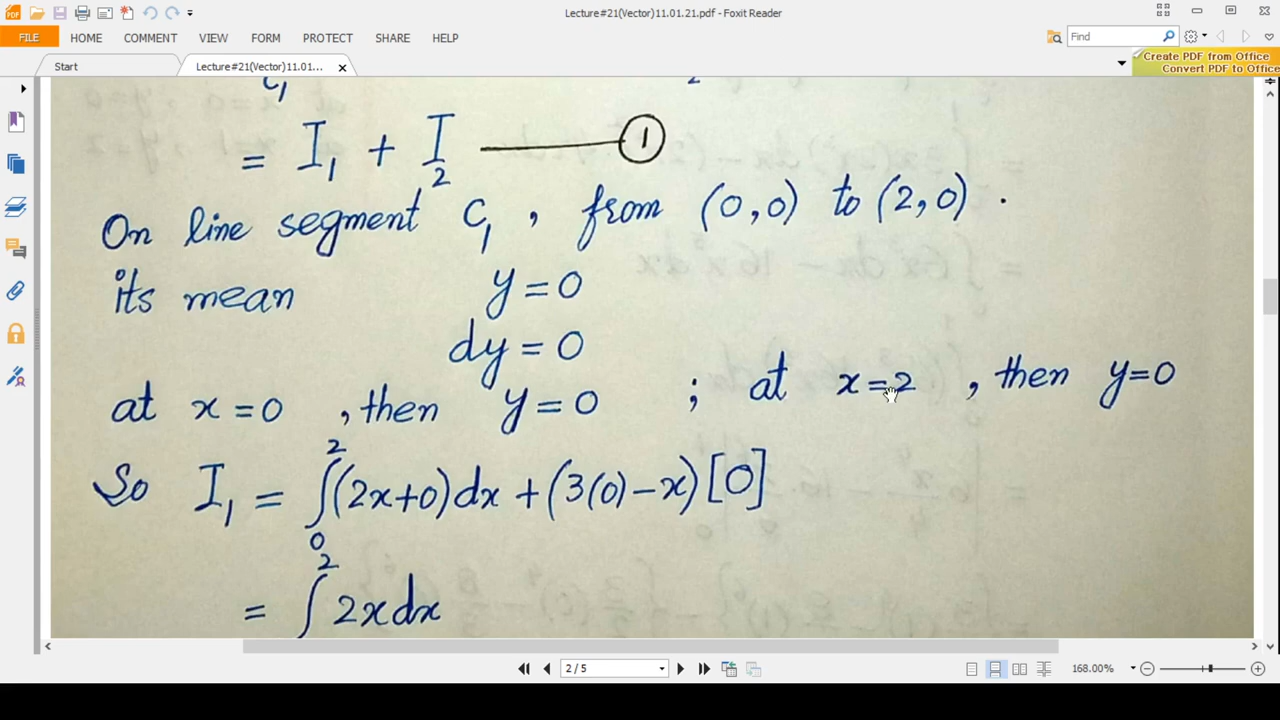 Lecture#21(Vector)11.01.21.pdf - Foxit Reader
FILE HOME COMMENT VIEW FORM PROTECT SHARE HELP
Find
Start Lecture#21(Vector)11.01...
Create PDF from Office
Convert PDF to Office
C₁ 2
= I₁ + I₂ ——— ①
On line segment C₁ , from (0,0) to (2,0) .
its mean y = 0
dy = 0
at x = 0 , then y = 0 ; at x = 2 , then y = 0
So I₁ = ∫₀² (2x+0) dx + (3(0) − x) [0]
= ∫² 2x dx
2 / 5
168.00%